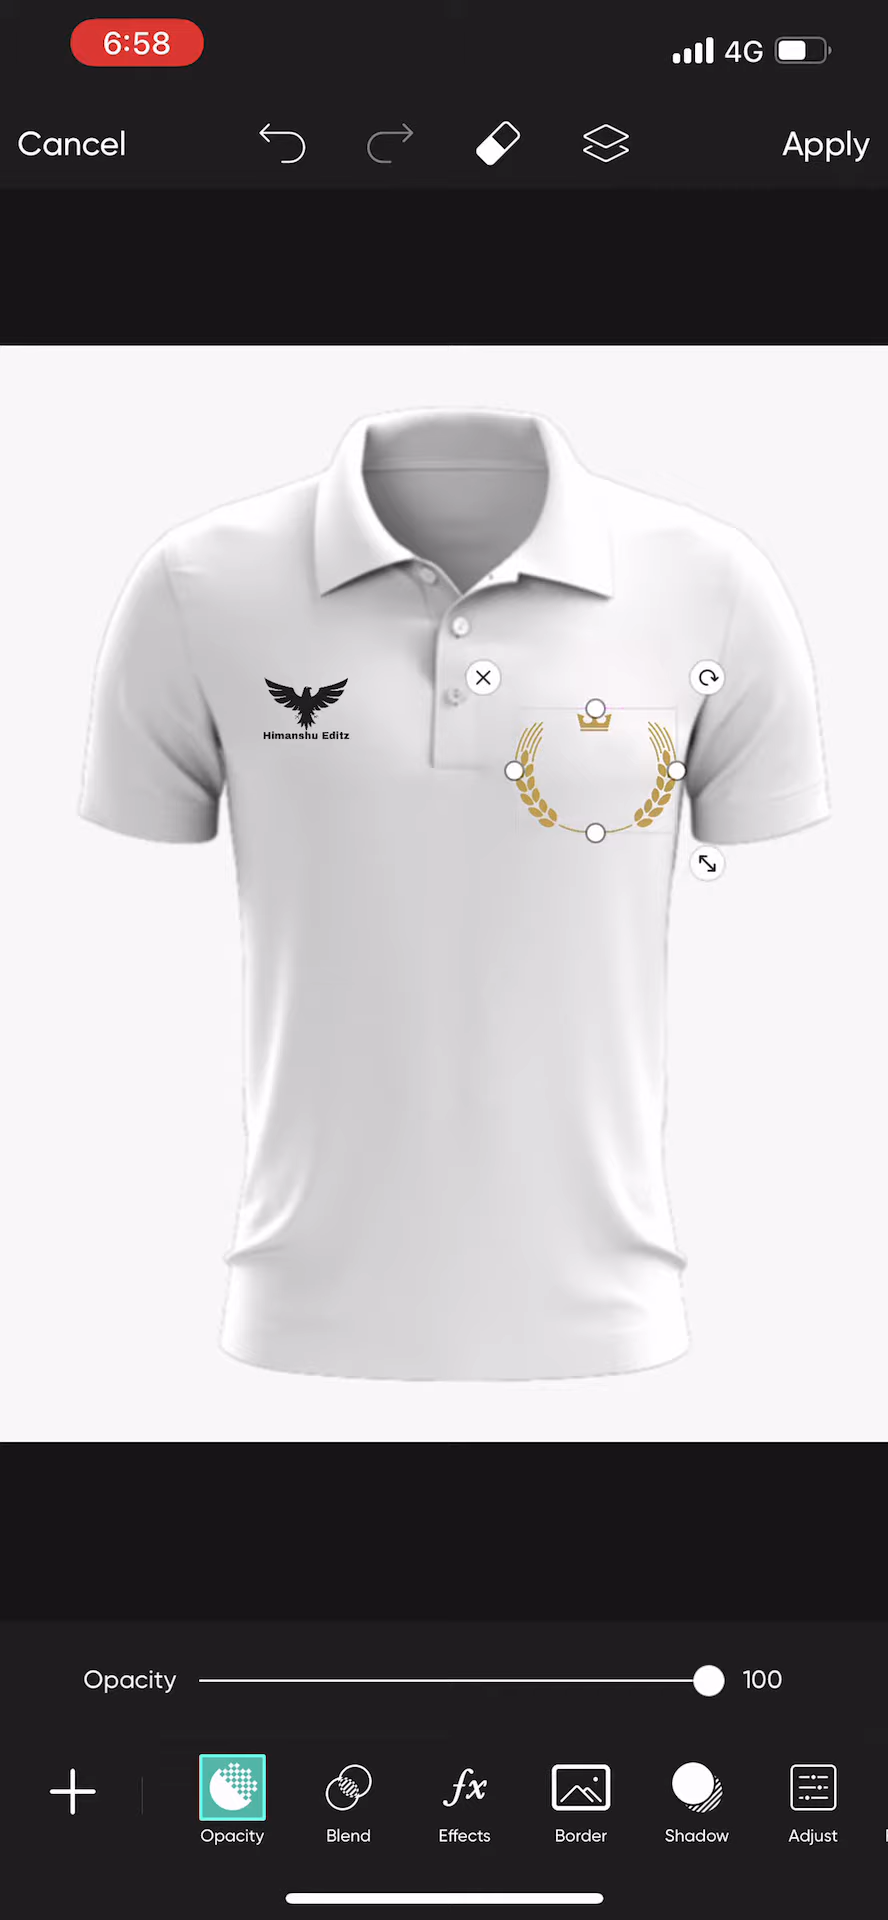 6:58
4G
Cancel
Apply
Himanshu Editz
Opacity
100
Opacity
Blend
Effects
Border
Shadow
Adjust